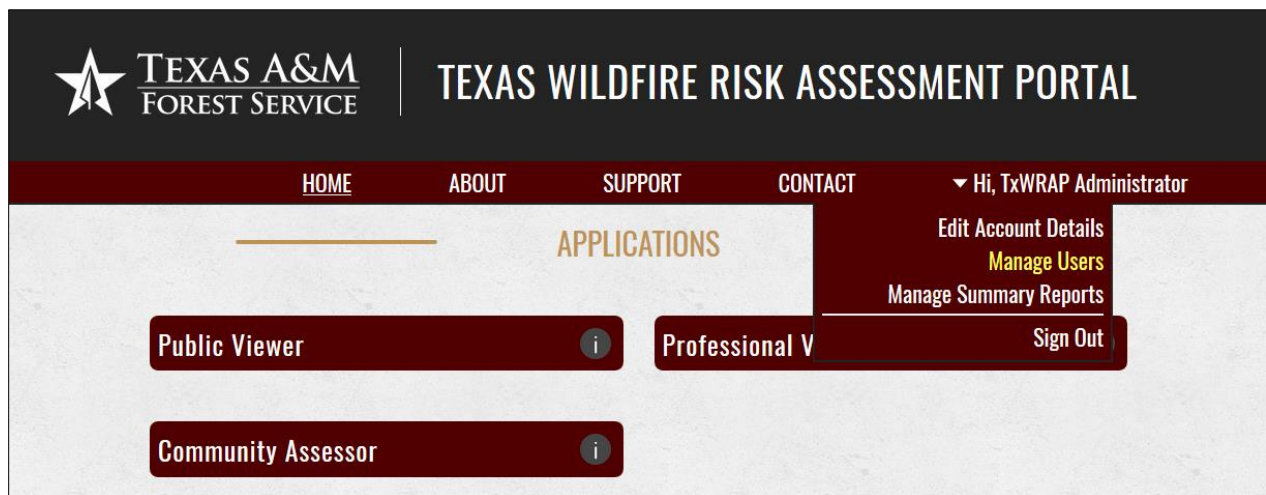 TEXAS A&M
FOREST SERVICE
TEXAS WILDFIRE RISK ASSESSMENT PORTAL
HOME ABOUT SUPPORT CONTACT Hi, TxWRAP Administrator
Edit Account Details
Manage Users
Manage Summary Reports
Sign Out
APPLICATIONS
Public Viewer i
Professional V
Community Assessor i